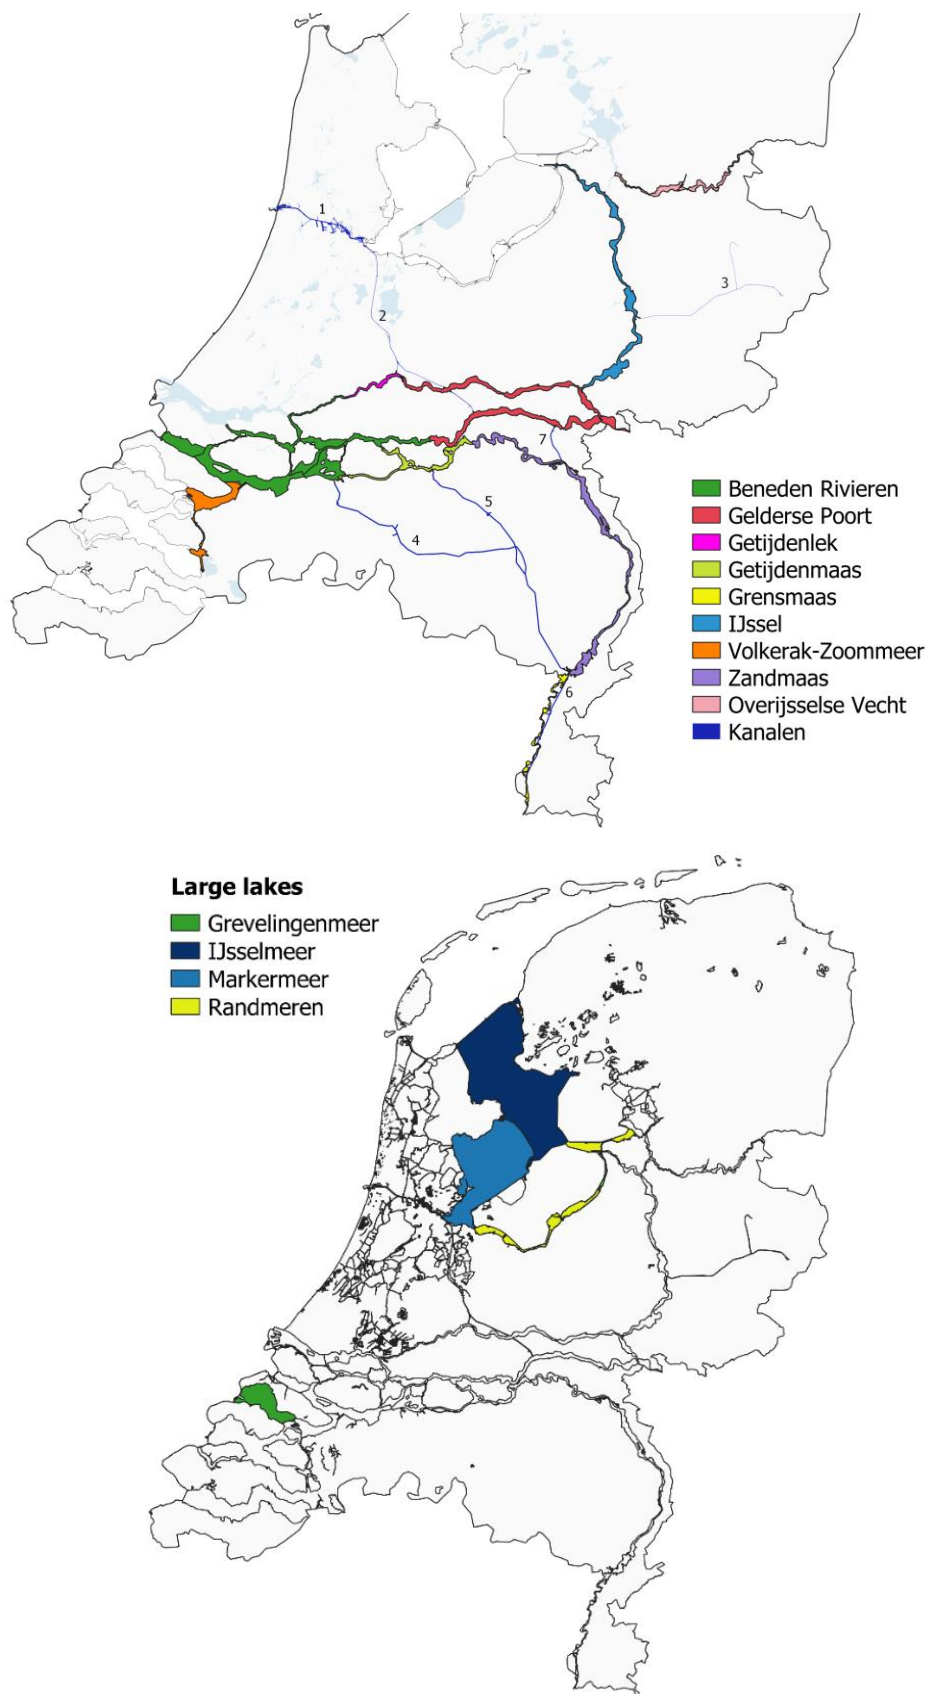 1
2
3
7
5
4
6
Beneden Rivieren
Gelderse Poort
Getijdenlek
Getijdenmaas
Grensmaas
IJssel
Volkerak-Zoommeer
Zandmaas
Overijsselse Vecht
Kanalen
Large lakes
Grevelingenmeer
IJsselmeer
Markermeer
Randmeren